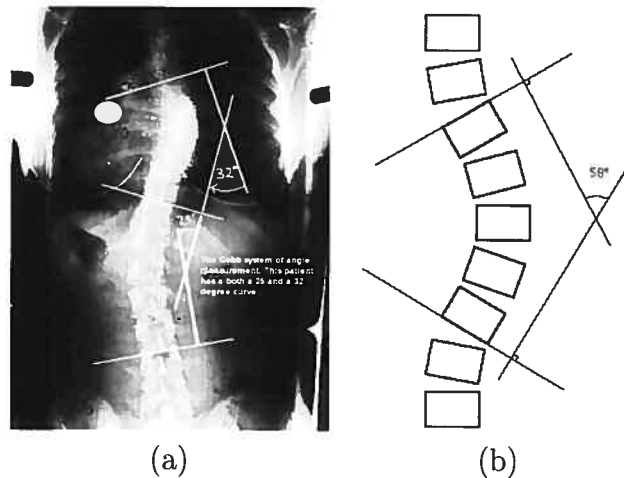 32°
25°
The Cobb system of angle
measurement. This patient
has a both a 25 and a 32
degree curve
58°
(a)
(b)